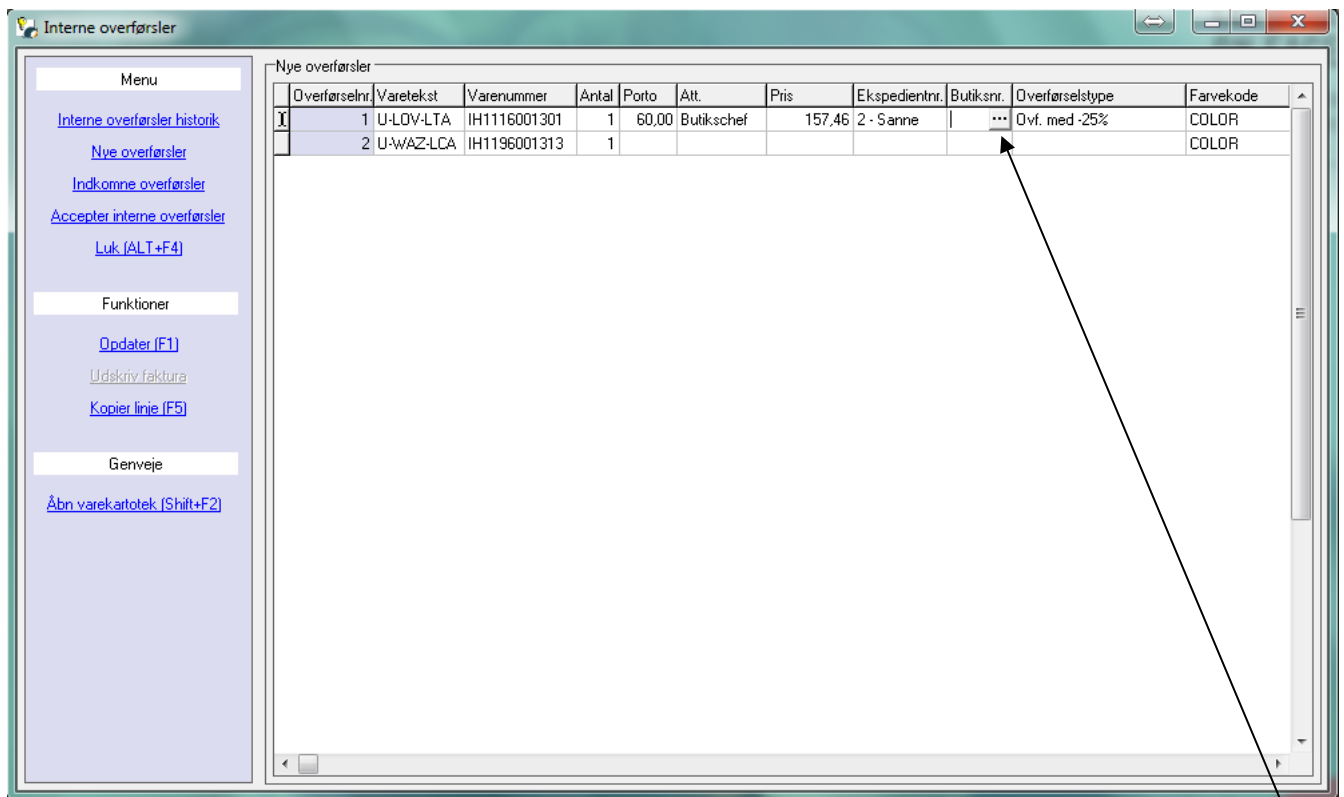 Interne overførsler
Menu
Interne overførsler historik
Nye overførsler
Indkomne overførsler
Accepter interne overførsler
Luk (ALT+F4)
Funktioner
Opdater (F1)
Udskriv faktura
Kopier linje (F5)
Genveje
Åbn varekartotek (Shift+F2)
Nye overførsler
Overførselnr. Varetekst Varenummer Antal Porto Att. Pris Ekspedientnr. Butiksnr. Overførselstype Farvekode
1 U-LOV-LTA IH1116001301 1 60,00 Butikschef 157,46 2 - Sanne ... Ovf. med -25% COLOR
2 U-WAZ-LCA IH1196001313 1 COLOR